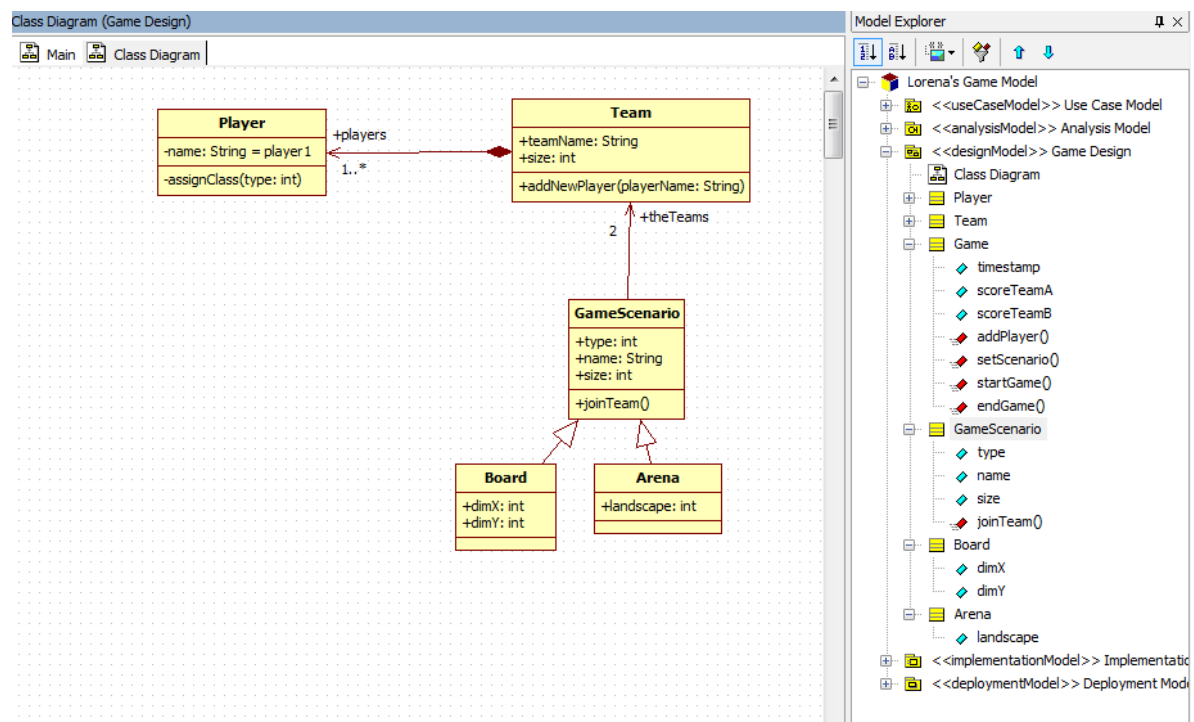 Class Diagram (Game Design)
Main
Class Diagram
Player
-name: String = player1
-assignClass(type: int)
+players
1..*
Team
+teamName: String
+size: int
+addNewPlayer(playerName: String)
+theTeams
2
GameScenario
+type: int
+name: String
+size: int
+joinTeam()
Board
+dimX: int
+dimY: int
Arena
+landscape: int
Model Explorer
Lorena's Game Model
<<useCaseModel>> Use Case Model
<<analysisModel>> Analysis Model
<<designModel>> Game Design
Class Diagram
Player
Team
Game
timestamp
scoreTeamA
scoreTeamB
addPlayer()
setScenario()
startGame()
endGame()
GameScenario
type
name
size
joinTeam()
Board
dimX
dimY
Arena
landscape
<<implementationModel>> Implementatic
<<deploymentModel>> Deployment Mode